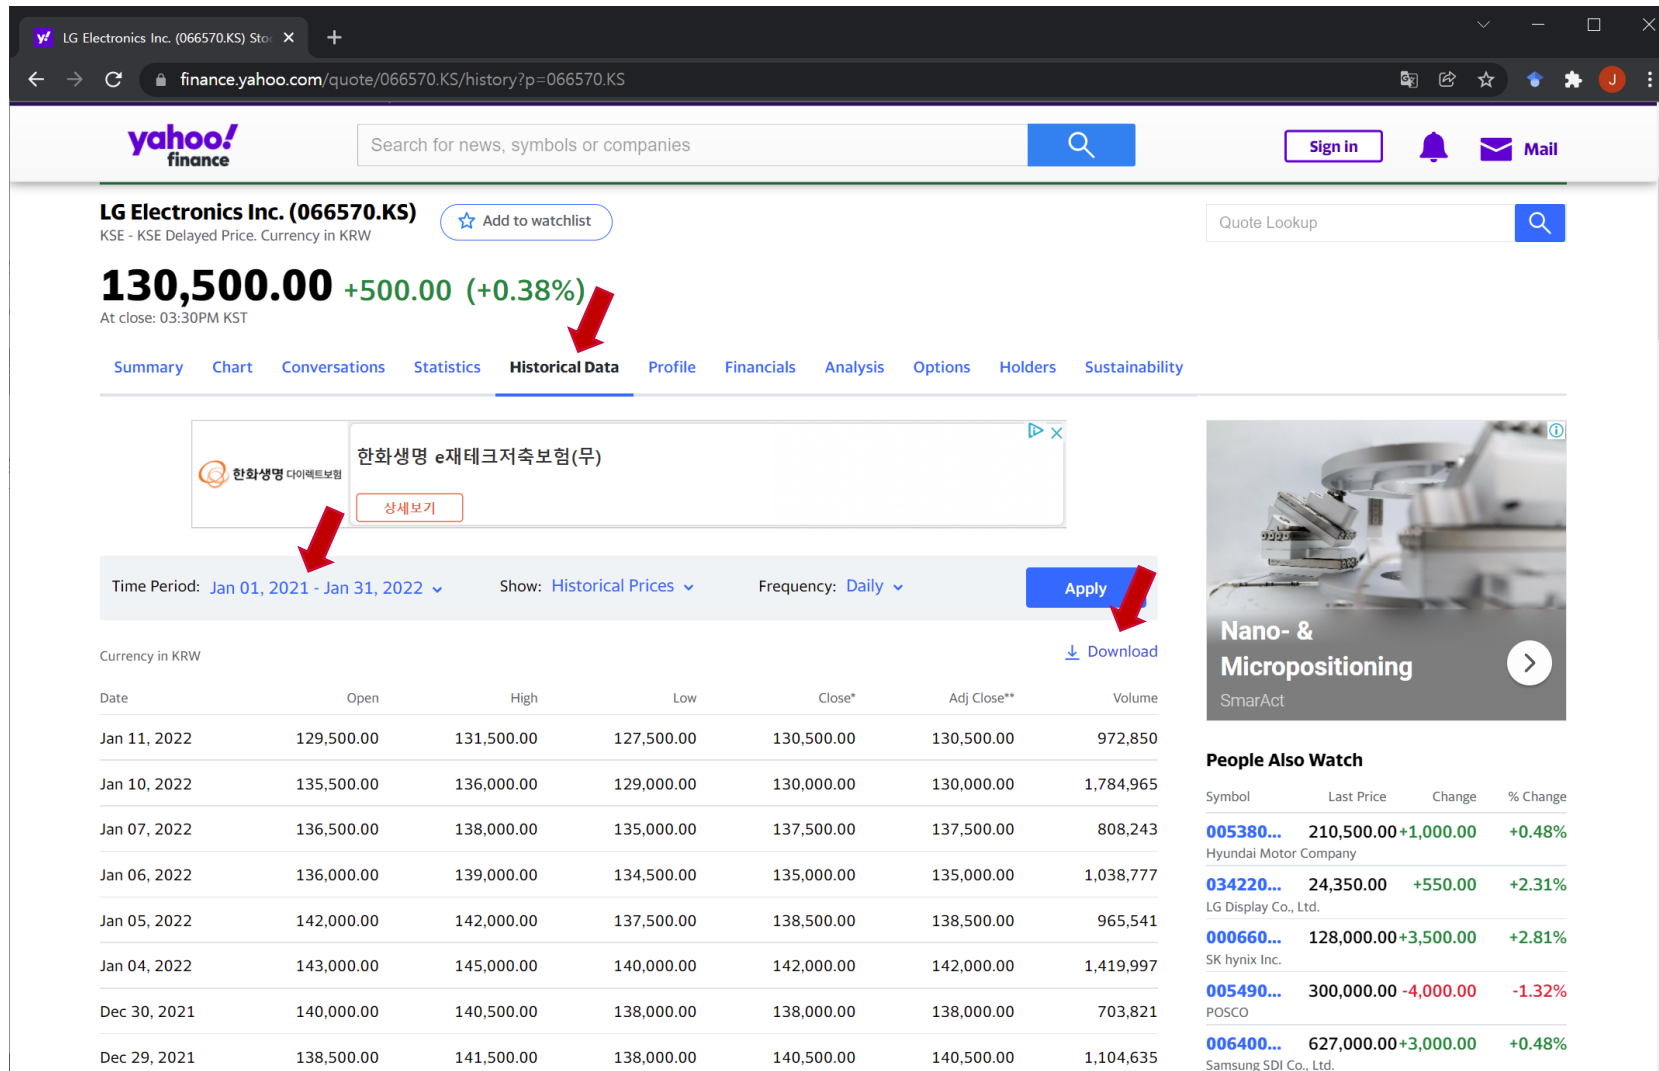 LG Electronics Inc. (066570.KS) Sto
finance.yahoo.com/quote/066570.KS/history?p=066570.KS
J
yahoo!
finance
Search for news, symbols or companies
Sign in
Mail
LG Electronics Inc. (066570.KS)
Add to watchlist
Quote Lookup
KSE - KSE Delayed Price. Currency in KRW
130,500.00 +500.00 (+0.38%)
At close: 03:30PM KST
Summary Chart Conversations Statistics Historical Data Profile Financials Analysis Options Holders Sustainability
한화생명 다이렉트보험
한화생명 e재테크저축보험(무)
상세보기
Time Period: Jan 01, 2021 - Jan 31, 2022 Show: Historical Prices Frequency: Daily Apply
Currency in KRW Download
Date Open High Low Close* Adj Close** Volume
Jan 11, 2022 129,500.00 131,500.00 127,500.00 130,500.00 130,500.00 972,850
Jan 10, 2022 135,500.00 136,000.00 129,000.00 130,000.00 130,000.00 1,784,965
Jan 07, 2022 136,500.00 138,000.00 135,000.00 137,500.00 137,500.00 808,243
Jan 06, 2022 136,000.00 139,000.00 134,500.00 135,000.00 135,000.00 1,038,777
Jan 05, 2022 142,000.00 142,000.00 137,500.00 138,500.00 138,500.00 965,541
Jan 04, 2022 143,000.00 145,000.00 140,000.00 142,000.00 142,000.00 1,419,997
Dec 30, 2021 140,000.00 140,500.00 138,000.00 138,000.00 138,000.00 703,821
Dec 29, 2021 138,500.00 141,500.00 138,000.00 140,500.00 140,500.00 1,104,635
Nano- &
Micropositioning
SmarAct
People Also Watch
Symbol Last Price Change % Change
005380... 210,500.00 +1,000.00 +0.48%
Hyundai Motor Company
034220... 24,350.00 +550.00 +2.31%
LG Display Co., Ltd.
000660... 128,000.00 +3,500.00 +2.81%
SK hynix Inc.
005490... 300,000.00 -4,000.00 -1.32%
POSCO
006400... 627,000.00 +3,000.00 +0.48%
Samsung SDI Co., Ltd.